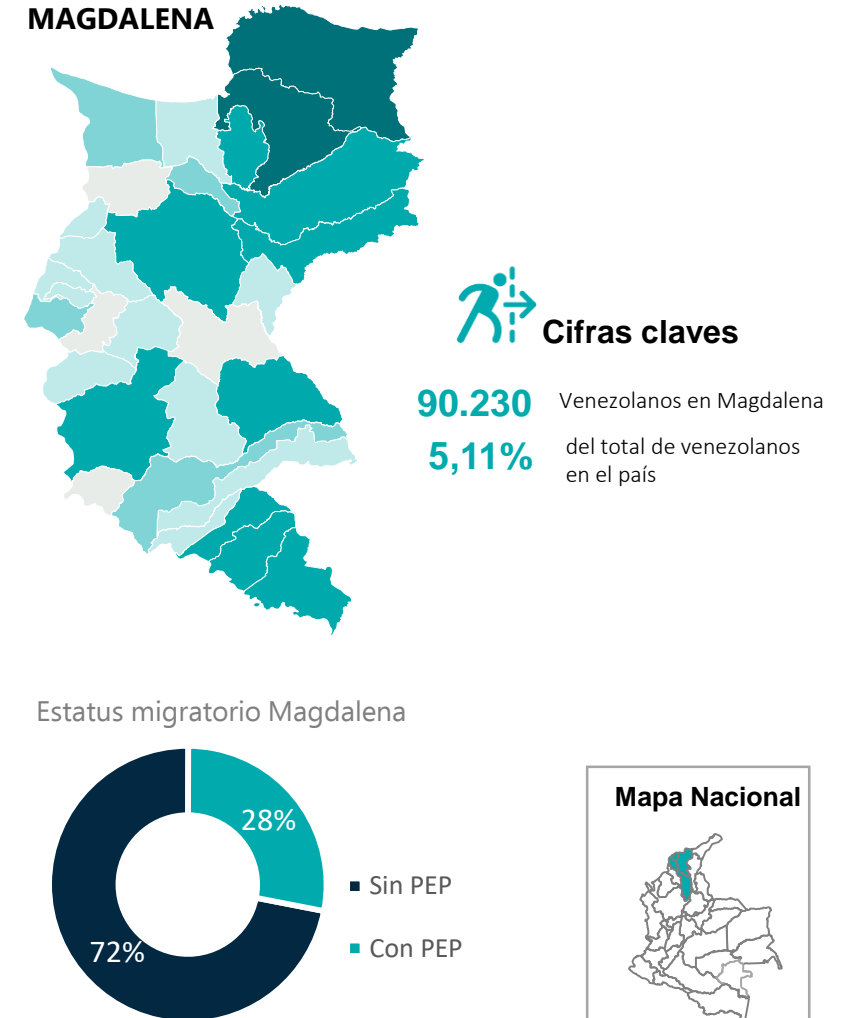 MAGDALENA
Cifras claves
90.230 Venezolanos en Magdalena
5,11% del total de venezolanos
en el país
Estatus migratorio Magdalena
28%
72%
Sin PEP
Con PEP
Mapa Nacional